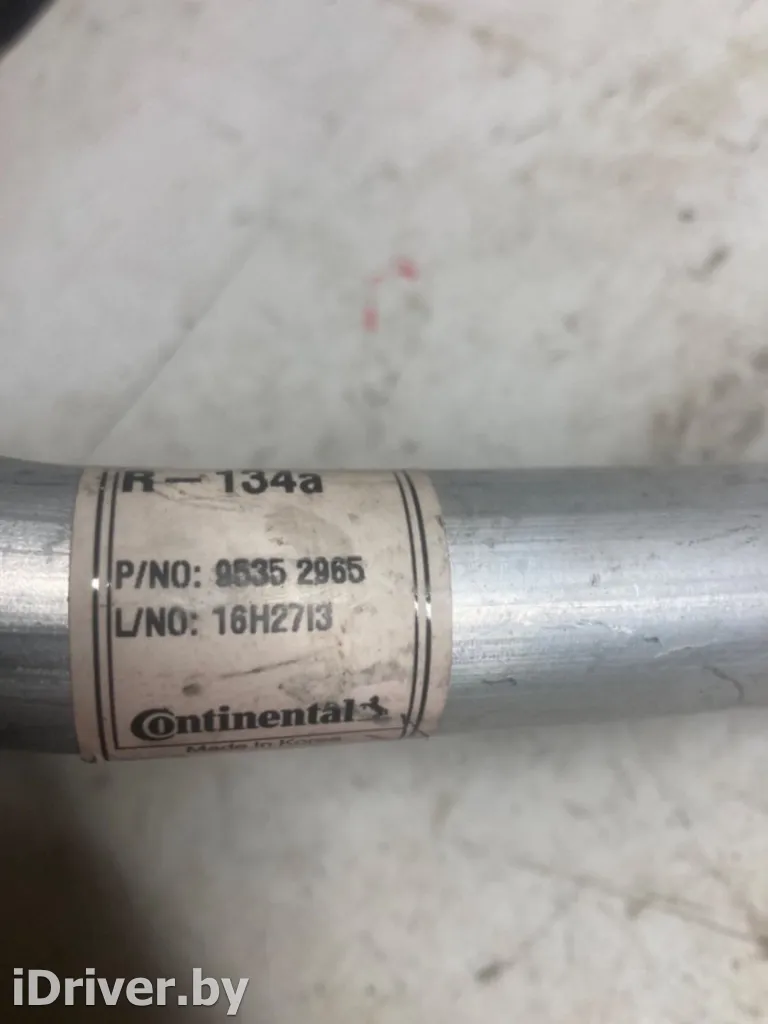 R-134a
P/NO: 9535 2965
L/NO: 16H27I3
Continental
Made in Korea
iDriver.by